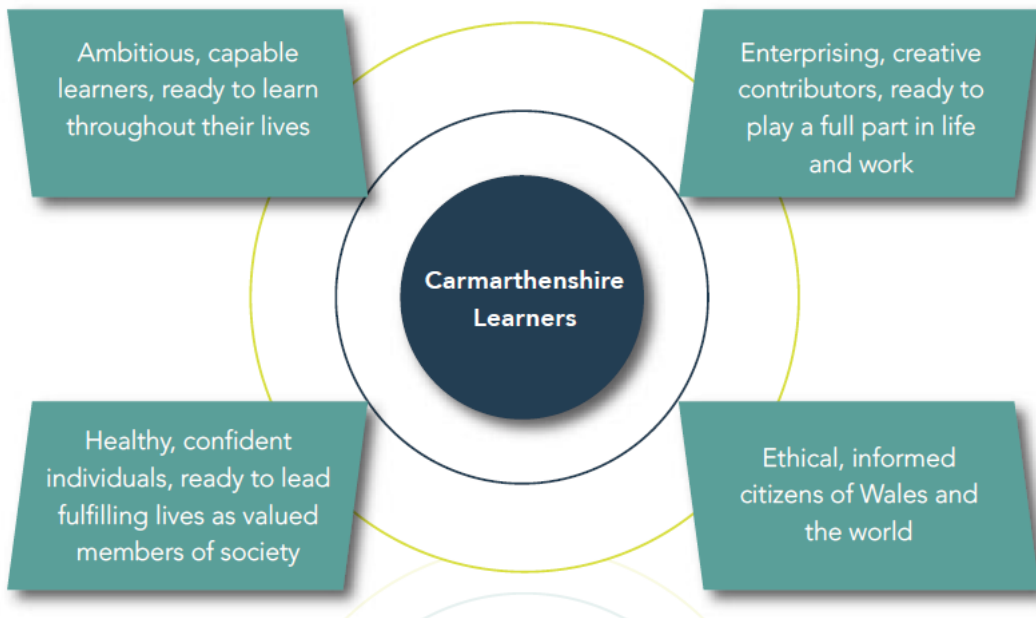 Ambitious, capable
learners, ready to learn
throughout their lives
Enterprising, creative
contributors, ready to
play a full part in life
and work
Carmarthenshire
Learners
Healthy, confident
individuals, ready to lead
fulfilling lives as valued
members of society
Ethical, informed
citizens of Wales and
the world